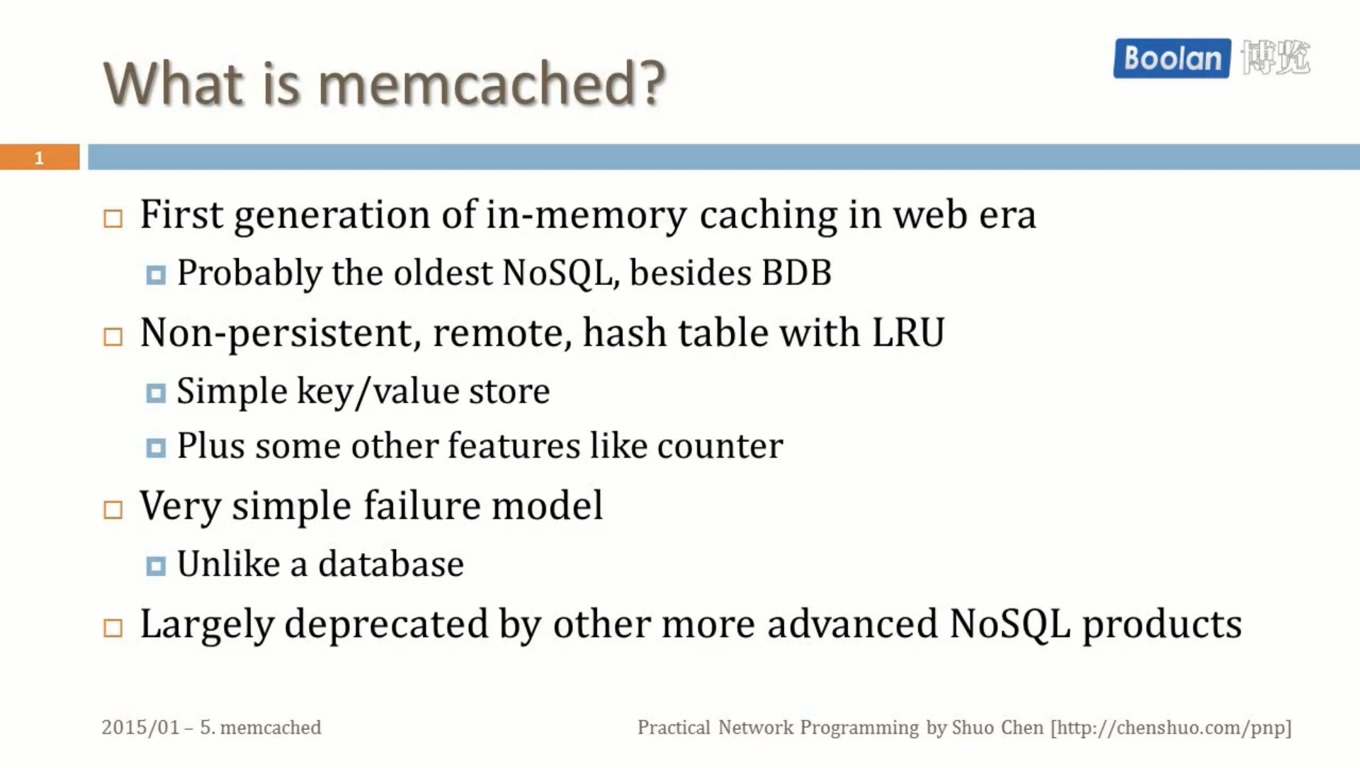 What is memcached?
Boolan 博览
1
First generation of in-memory caching in web era
Probably the oldest NoSQL, besides BDB
Non-persistent, remote, hash table with LRU
Simple key/value store
Plus some other features like counter
Very simple failure model
Unlike a database
Largely deprecated by other more advanced NoSQL products
2015/01 – 5. memcached
Practical Network Programming by Shuo Chen [http://chenshuo.com/pnp]